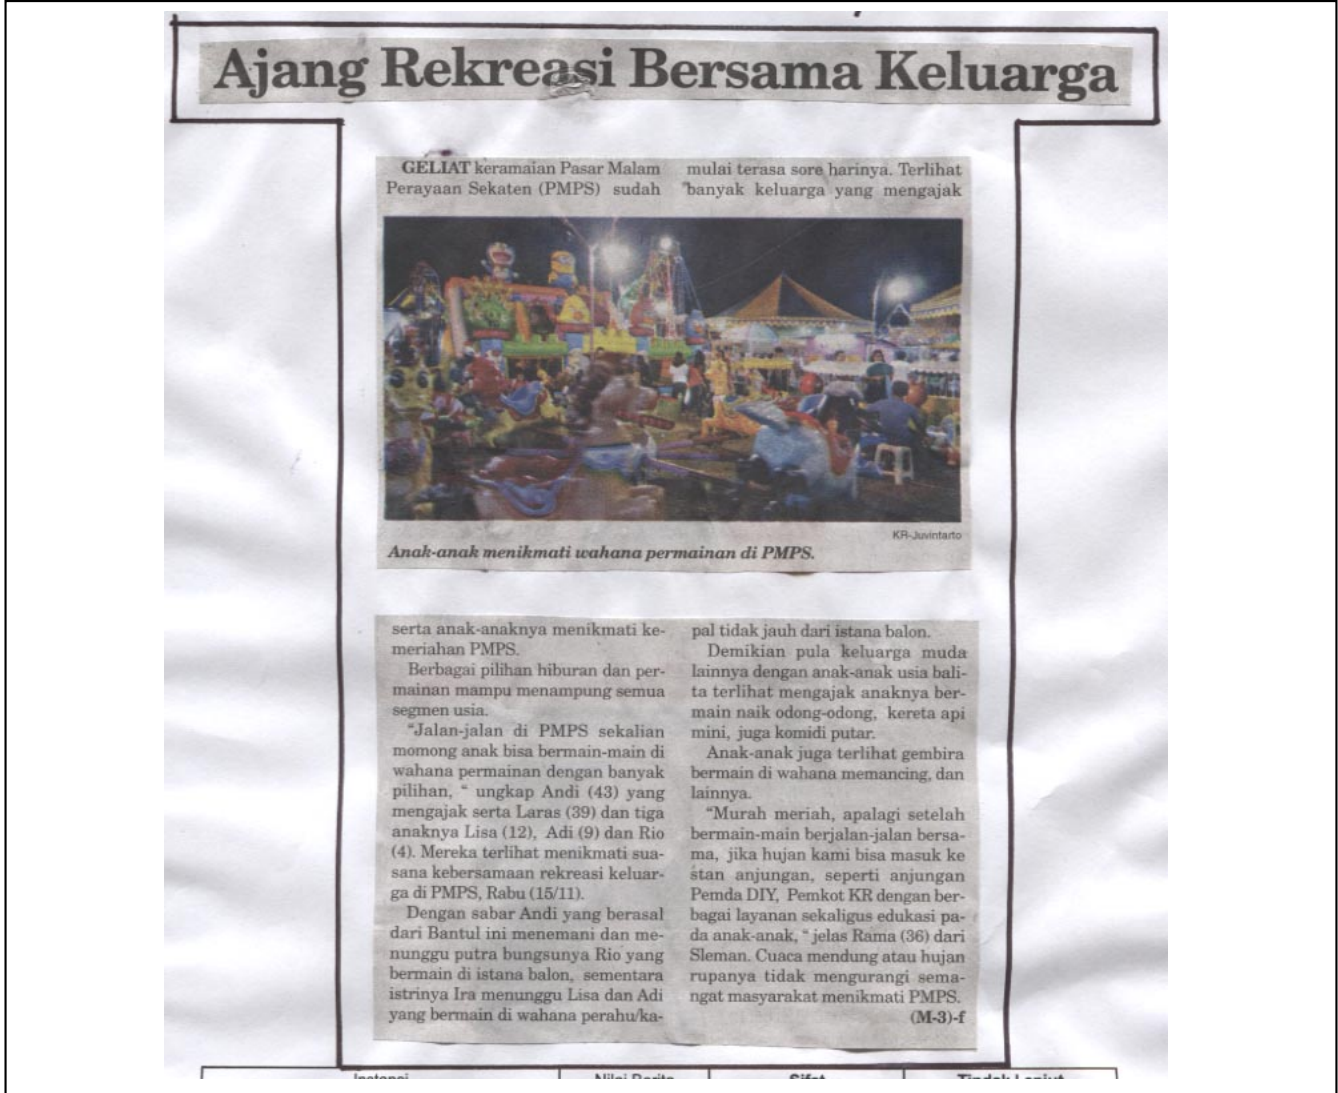 Ajang Rekreasi Bersama Keluarga
GELIAT keramaian Pasar Malam
Perayaan Sekaten (PMPS) sudah
mulai terasa sore harinya. Terlihat
banyak keluarga yang mengajak
KR-Juvintarto
Anak-anak menikmati wahana permainan di PMPS.
serta anak-anaknya menikmati ke-
meriahan PMPS.
Berbagai pilihan hiburan dan per-
mainan mampu menampung semua
segmen usia.
"Jalan-jalan di PMPS sekalian
momong anak bisa bermain-main di
wahana permainan dengan banyak
pilihan, " ungkap Andi (43) yang
mengajak serta Laras (39) dan tiga
anaknya Lisa (12), Adi (9) dan Rio
(4). Mereka terlihat menikmati sua-
sana kebersamaan rekreasi keluar-
ga di PMPS, Rabu (15/11).
Dengan sabar Andi yang berasal
dari Bantul ini menemani dan me-
nunggu putra bungsunya Rio yang
bermain di istana balon, sementara
istrinya Ira menunggu Lisa dan Adi
yang bermain di wahana perahu/ka-
pal tidak jauh dari istana balon.
Demikian pula keluarga muda
lainnya dengan anak-anak usia bali-
ta terlihat mengajak anaknya ber-
main naik odong-odong, kereta api
mini, juga komidi putar.
Anak-anak juga terlihat gembira
bermain di wahana memancing, dan
lainnya.
"Murah meriah, apalagi setelah
bermain-main berjalan-jalan bersa-
ma, jika hujan kami bisa masuk ke
stan anjungan, seperti anjungan
Pemda DIY, Pemkot KR dengan ber-
bagai layanan sekaligus edukasi pa-
da anak-anak, " jelas Rama (36) dari
Sleman. Cuaca mendung atau hujan
rupanya tidak mengurangi sema-
ngat masyarakat menikmati PMPS.
(M-3)-f
Instansi Nilai Berita Sifat Tindak Lanjut